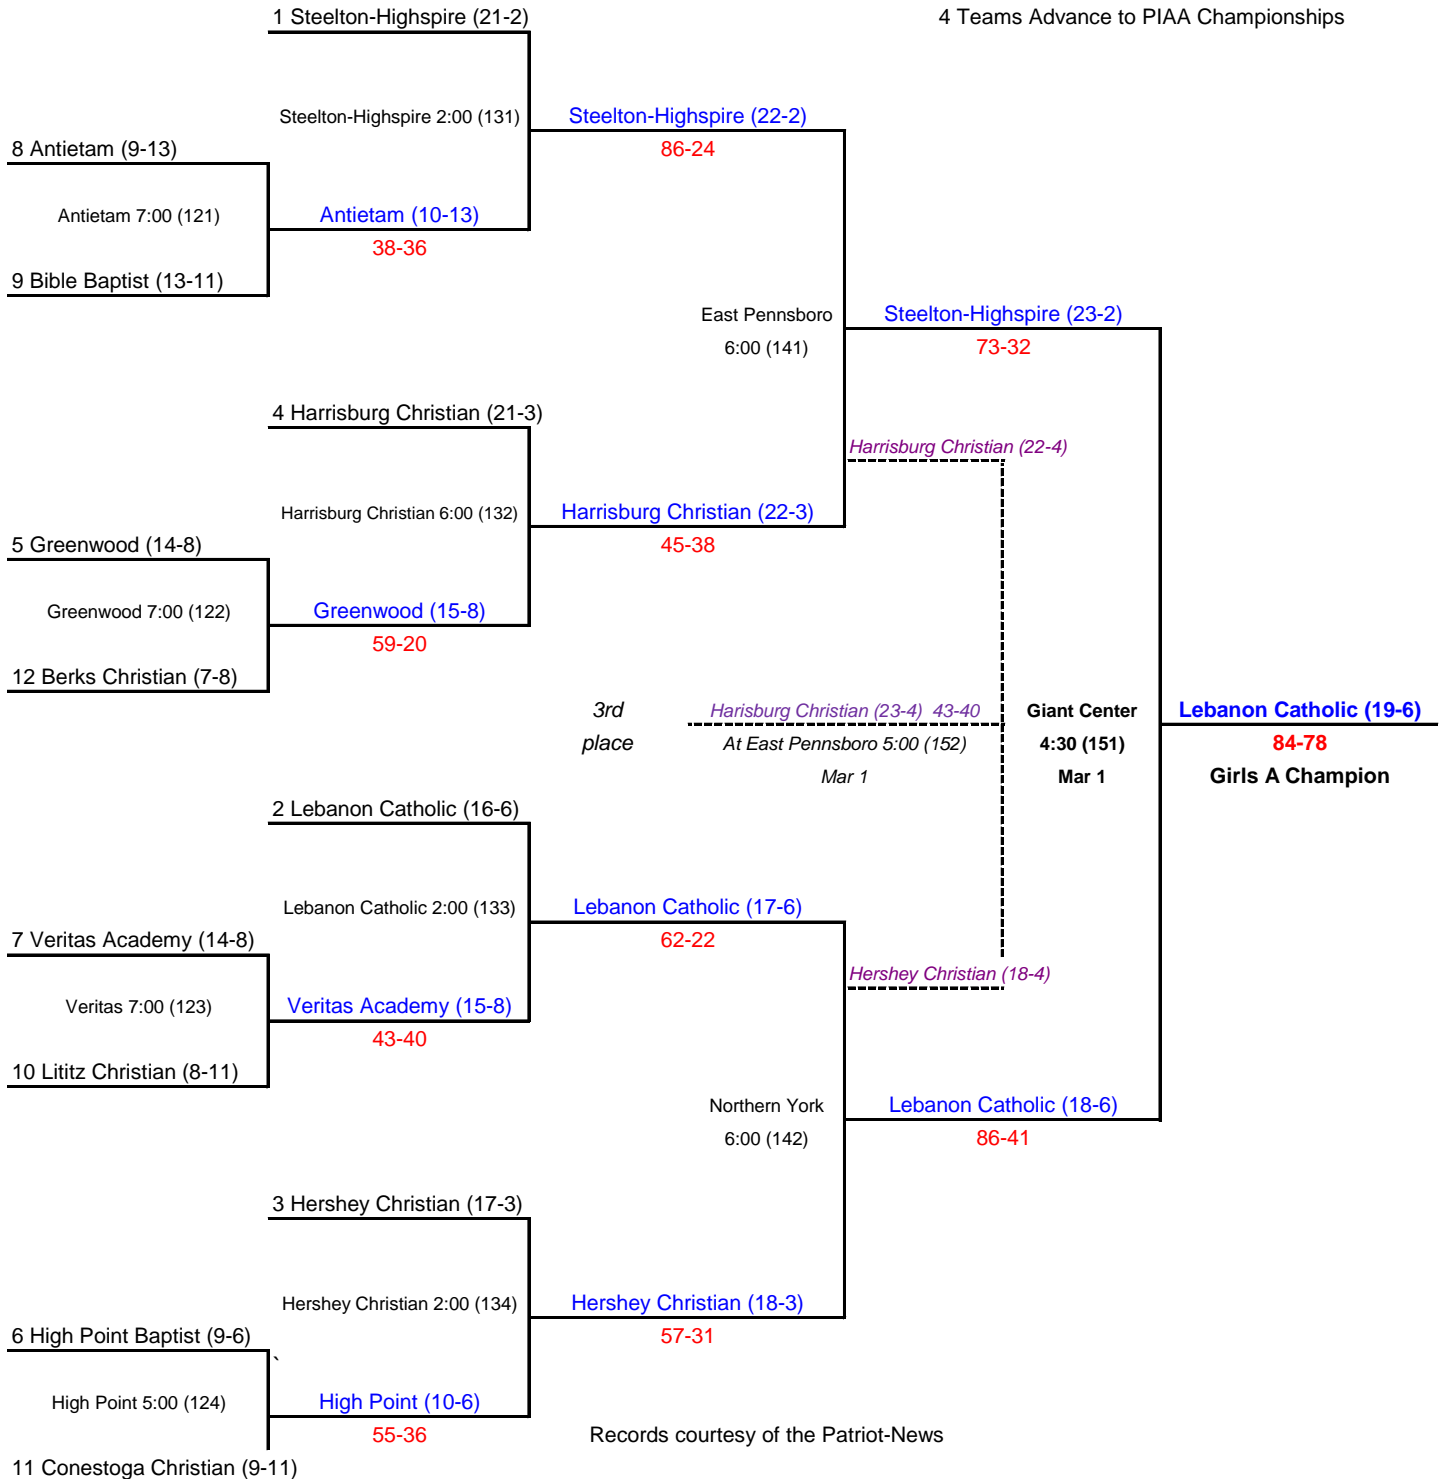 1 Steelton-Highspire (21-2)
4 Teams Advance to PIAA Championships
Steelton-Highspire 2:00 (131)
Steelton-Highspire (22-2)
86-24
8 Antietam (9-13)
Antietam 7:00 (121)
Antietam (10-13)
38-36
9 Bible Baptist (13-11)
East Pennsboro
6:00 (141)
Steelton-Highspire (23-2)
73-32
4 Harrisburg Christian (21-3)
Harrisburg Christian (22-4)
Harrisburg Christian 6:00 (132)
Harrisburg Christian (22-3)
45-38
5 Greenwood (14-8)
Greenwood 7:00 (122)
Greenwood (15-8)
59-20
12 Berks Christian (7-8)
3rd
place
Harisburg Christian (23-4) 43-40
At East Pennsboro 5:00 (152)
Mar 1
Giant Center
4:30 (151)
Mar 1
Lebanon Catholic (19-6)
84-78
Girls A Champion
2 Lebanon Catholic (16-6)
Lebanon Catholic 2:00 (133)
Lebanon Catholic (17-6)
62-22
7 Veritas Academy (14-8)
Hershey Christian (18-4)
Veritas 7:00 (123)
Veritas Academy (15-8)
43-40
10 Lititz Christian (8-11)
Northern York
6:00 (142)
Lebanon Catholic (18-6)
86-41
3 Hershey Christian (17-3)
Hershey Christian 2:00 (134)
Hershey Christian (18-3)
57-31
6 High Point Baptist (9-6)
`
High Point 5:00 (124)
High Point (10-6)
55-36
Records courtesy of the Patriot-News
11 Conestoga Christian (9-11)